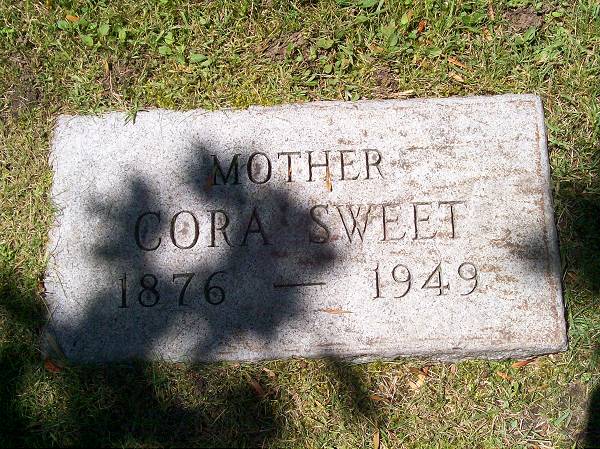 MOTHER
CORA SWEET
1876 — 1949